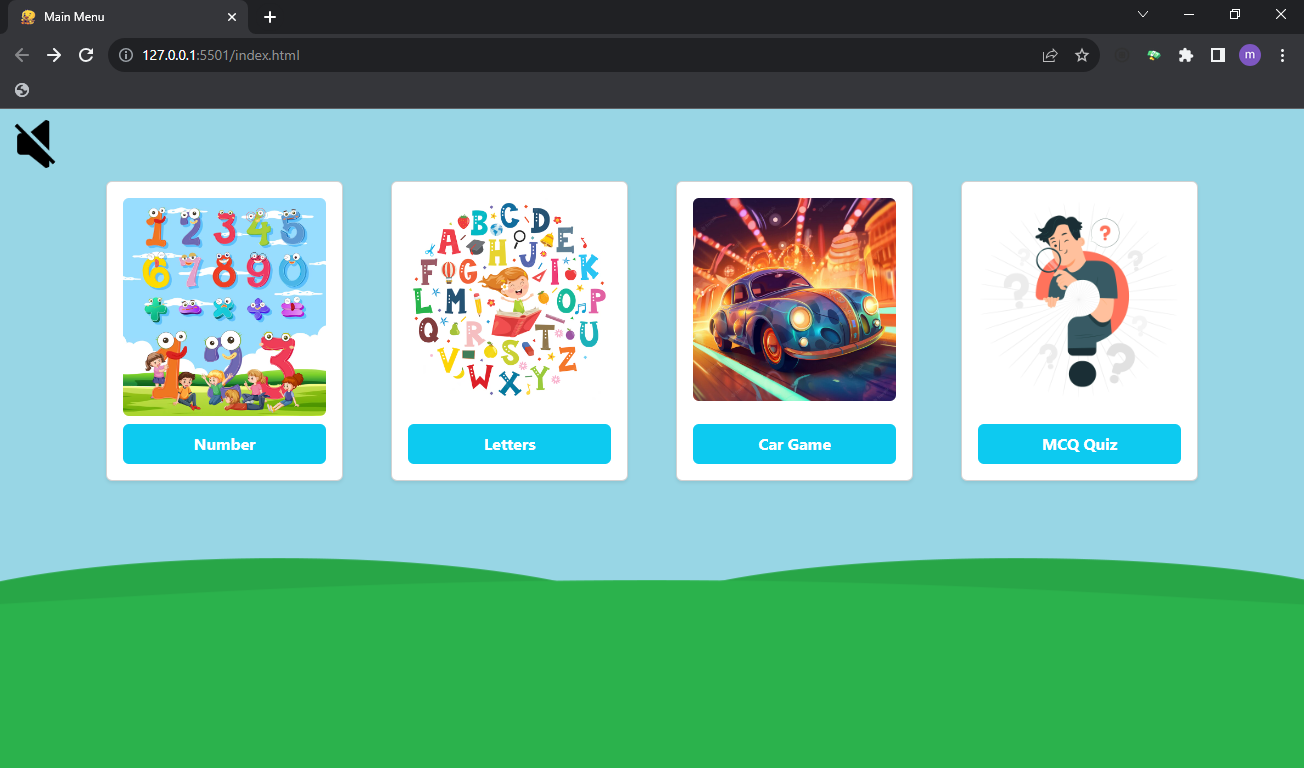 Main Menu
127.0.0.1:5501/index.html
m
1 2 3 4 5
6 7 8 9 0
+ - × ÷ =
1 2 3
A B C D E
F G H J I K
L M O P
Q R T U
V S Z
W X Y
?
? ?
? ?
? ?
Number
Letters
Car Game
MCQ Quiz